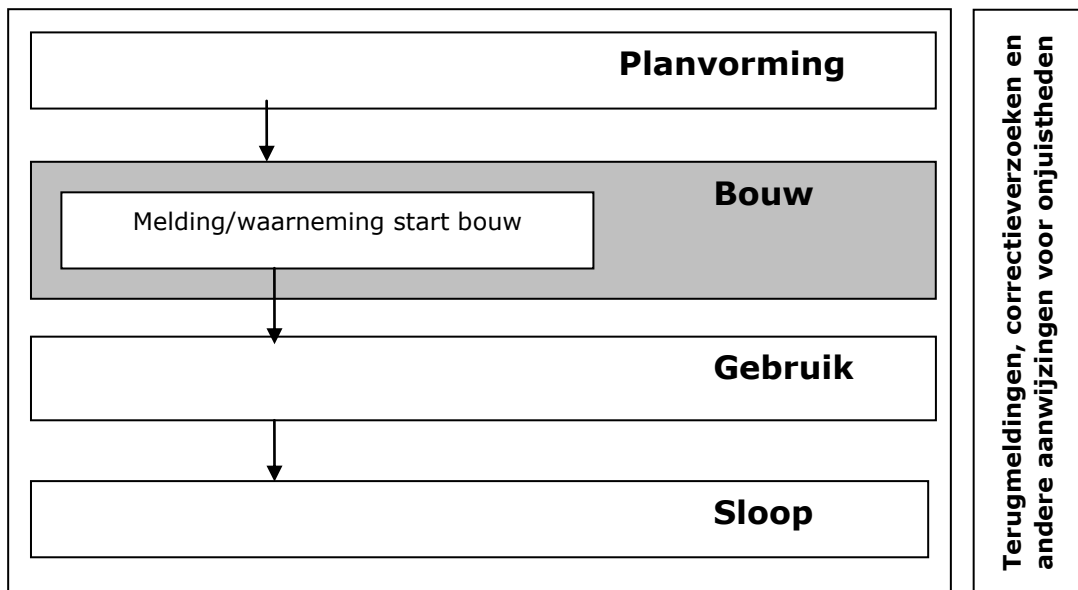 Planvorming
Bouw
Melding/waarneming start bouw
Gebruik
Sloop
Terugmeldingen, correctieverzoeken en
andere aanwijzingen voor onjuistheden